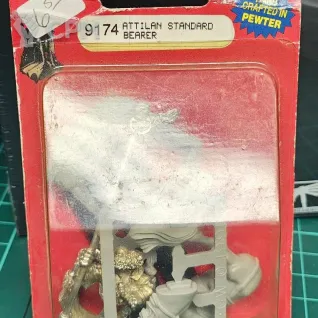 9174 ATTILAN STANDARD
BEARER
CRAFTED IN
PEWTER